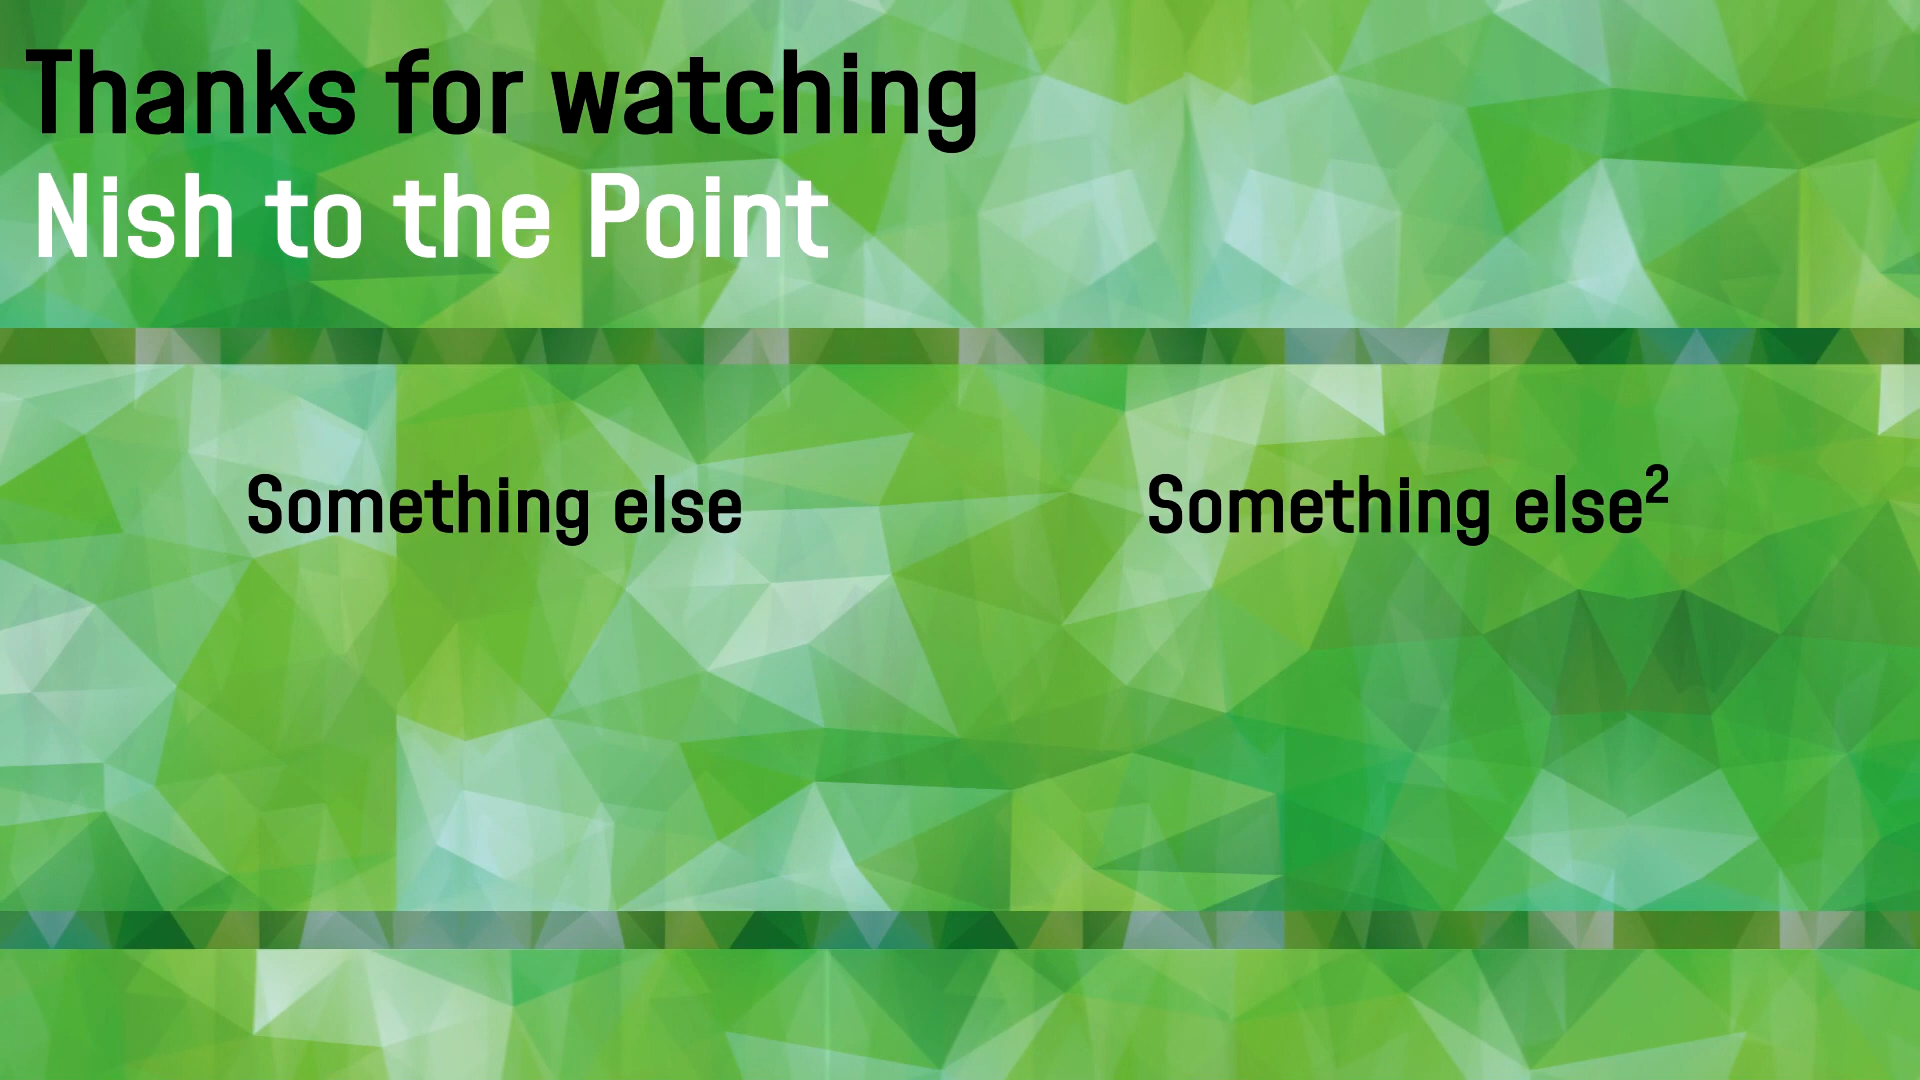 Thanks for watching
Nish to the Point
Something else
Something else²